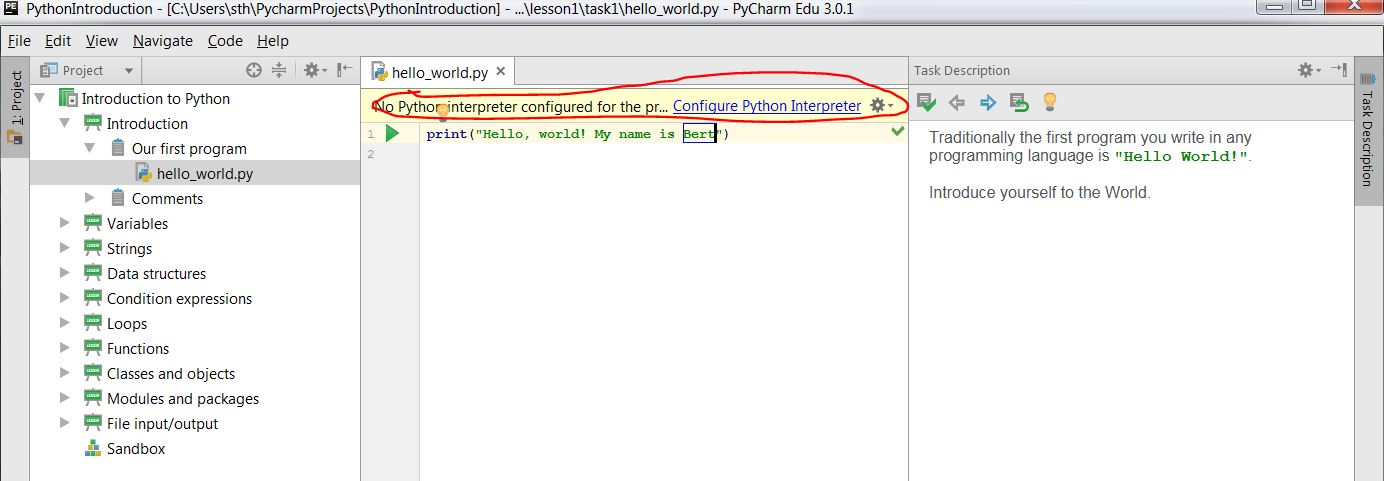 PythonIntroduction - [C:\Users\sth\PycharmProjects\PythonIntroduction] - ...\lesson1\task1\hello_world.py - PyCharm Edu 3.0.1
File Edit View Navigate Code Help
1: Project
Project
Introduction to Python
Introduction
Our first program
hello_world.py
Comments
Variables
Strings
Data structures
Condition expressions
Loops
Functions
Classes and objects
Modules and packages
File input/output
Sandbox
hello_world.py
No Python interpreter configured for the pr... Configure Python Interpreter
1 print("Hello, world! My name is Bert")
2
Task Description
Traditionally the first program you write in any
programming language is "Hello World!".
Introduce yourself to the World.
Task Description